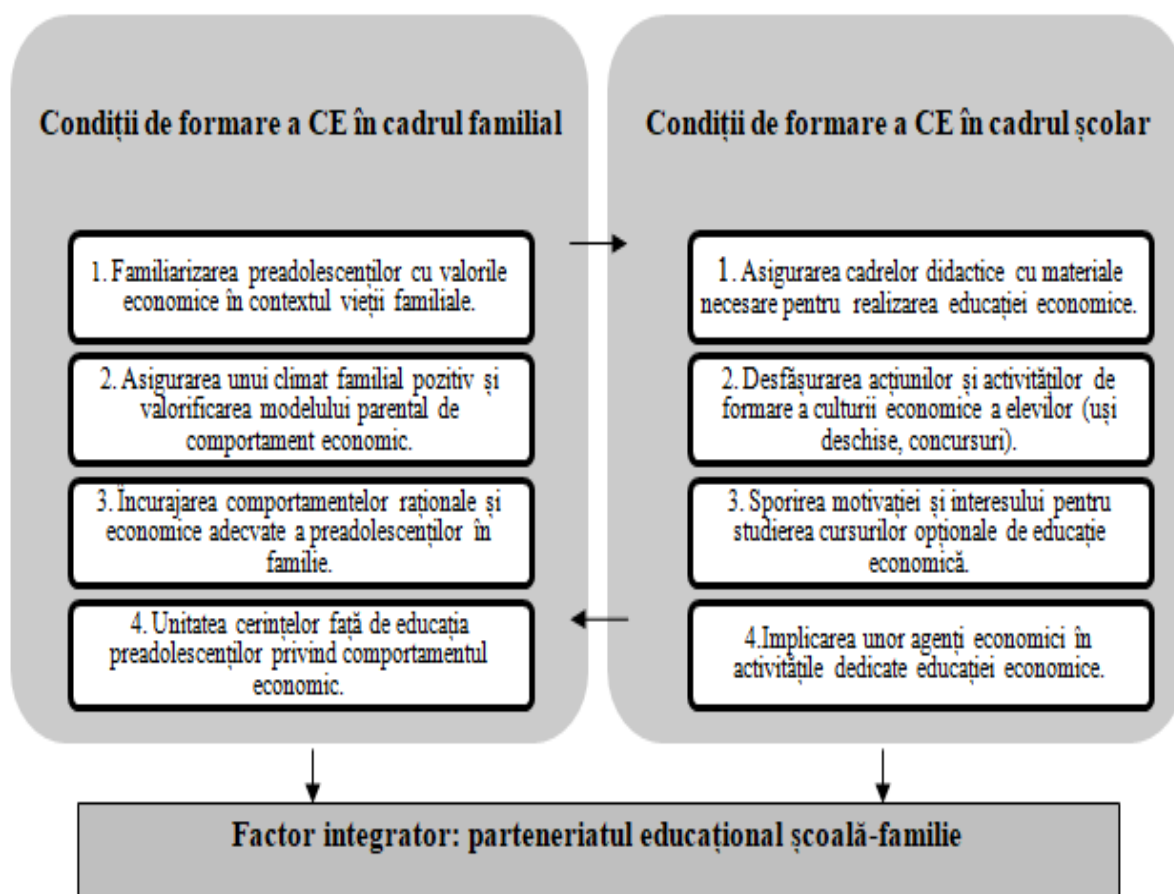 Condiții de formare a CE în cadrul familial
1. Familiarizarea preadolescenților cu valorile
economice în contextul vieții familiale.
2. Asigurarea unui climat familial pozitiv și
valorificarea modelului parental de
comportament economic.
3. Încurajarea comportamentelor raționale și
economice adecvate a preadolescenților în
familie.
4. Unitatea cerințelor față de educația
preadolescenților privind comportamentul
economic.
Condiții de formare a CE în cadrul școlar
1. Asigurarea cadrelor didactice cu materiale
necesare pentru realizarea educației economice.
2. Desfășurarea acțiunilor și activităților de
formare a culturii economice a elevilor (uși
deschise, concursuri).
3. Sporirea motivației și interesului pentru
studierea cursurilor opționale de educație
economică.
4.Implicarea unor agenți economici în
activitățile dedicate educației economice.
Factor integrator: parteneriatul educațional școală-familie